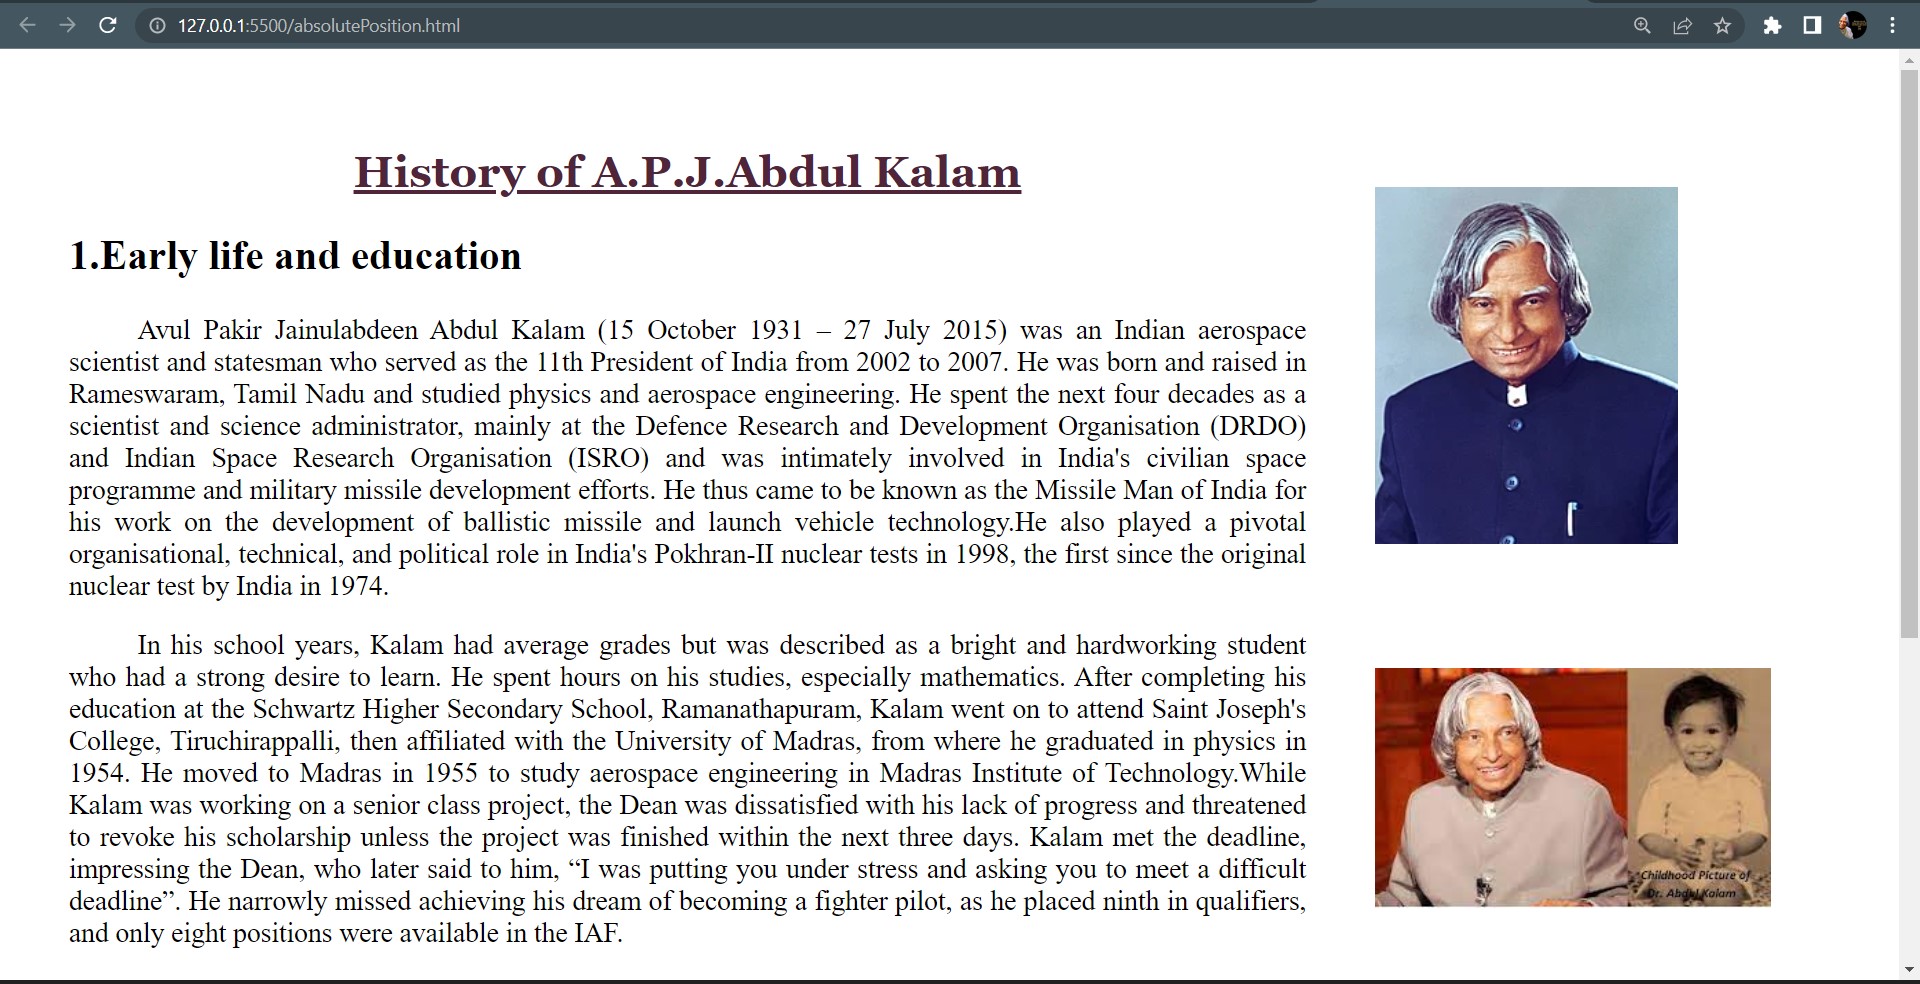 127.0.0.1:5500/absolutePosition.html
History of A.P.J.Abdul Kalam
1.Early life and education
Avul Pakir Jainulabdeen Abdul Kalam (15 October 1931 – 27 July 2015) was an Indian aerospace
scientist and statesman who served as the 11th President of India from 2002 to 2007. He was born and raised in
Rameswaram, Tamil Nadu and studied physics and aerospace engineering. He spent the next four decades as a
scientist and science administrator, mainly at the Defence Research and Development Organisation (DRDO)
and Indian Space Research Organisation (ISRO) and was intimately involved in India's civilian space
programme and military missile development efforts. He thus came to be known as the Missile Man of India for
his work on the development of ballistic missile and launch vehicle technology.He also played a pivotal
organisational, technical, and political role in India's Pokhran-II nuclear tests in 1998, the first since the original
nuclear test by India in 1974.
In his school years, Kalam had average grades but was described as a bright and hardworking student
who had a strong desire to learn. He spent hours on his studies, especially mathematics. After completing his
education at the Schwartz Higher Secondary School, Ramanathapuram, Kalam went on to attend Saint Joseph's
College, Tiruchirappalli, then affiliated with the University of Madras, from where he graduated in physics in
1954. He moved to Madras in 1955 to study aerospace engineering in Madras Institute of Technology.While
Kalam was working on a senior class project, the Dean was dissatisfied with his lack of progress and threatened
to revoke his scholarship unless the project was finished within the next three days. Kalam met the deadline,
impressing the Dean, who later said to him, “I was putting you under stress and asking you to meet a difficult
deadline”. He narrowly missed achieving his dream of becoming a fighter pilot, as he placed ninth in qualifiers,
and only eight positions were available in the IAF.
Childhood Picture of
Dr. Abdul Kalam